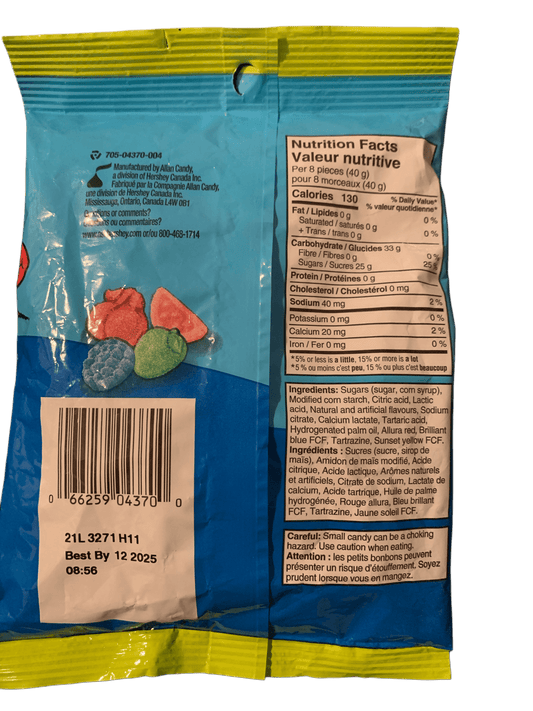 705-04370-004
Manufactured by Allan Candy,
a division of Hershey Canada Inc.
Fabriqué par la Compagnie Allan Candy,
une division de Hershey Canada Inc.
Mississauga, Ontario, Canada L4W 0B1
or comments?
ou commentaires?
ou 800-469-1714
0 66259 04370 0
21L 3271 H11
Best By 12 2025
08:56
Nutrition Facts
Valeur nutritive
Per 8 pieces (40 g)
pour 8 morceaux (40 g)
Calories 130 % Daily Value*
% valeur quotidienne*
Fat / Lipides 0 g 0 %
Saturated / saturés 0 g
+ Trans / trans 0 g 0 %
Carbohydrate / Glucides 33 g
Fibre / Fibres 0 g 0 %
Sugars / Sucres 25 g 25
Protein / Protéines 0 g
Cholesterol / Cholestérol 0 mg
Sodium 40 mg 2 %
Potassium 0 mg 0 %
Calcium 20 mg 2 %
Iron / Fer 0 mg 0 %
*5% or less is a little, 15% or more is a lot
*5 % ou moins c'est peu, 15 % ou plus c'est beaucoup
Ingredients: Sugars (sugar, corn syrup),
Modified corn starch, Citric acid, Lactic
acid, Natural and artificial flavours, Sodium
citrate, Calcium lactate, Tartaric acid,
Hydrogenated palm oil, Allura red, Brilliant
blue FCF, Tartrazine, Sunset yellow FCF.
Ingrédients : Sucres (sucre, sirop de
maïs), Amidon de maïs modifié, Acide
citrique, Acide lactique, Arômes naturels
et artificiels, Citrate de sodium, Lactate de
calcium, Acide tartrique, Huile de palme
hydrogénée, Rouge allura, Bleu brillant
FCF, Tartrazine, Jaune soleil FCF.
Careful: Small candy can be a choking
hazard. Use caution when eating.
Attention : les petits bonbons peuvent
présenter un risque d'étouffement. Soyez
prudent lorsque vous en mangez.